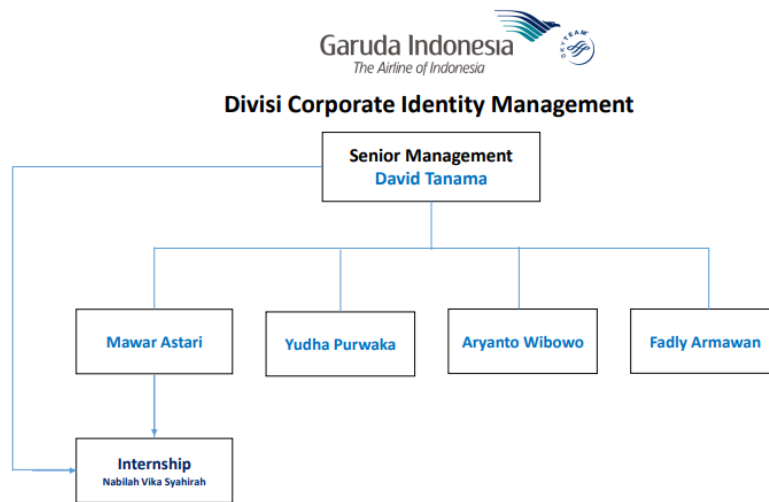 Garuda Indonesia
The Airline of Indonesia
SKYTEAM
Divisi Corporate Identity Management
Senior Management
David Tanama
Mawar Astari
Yudha Purwaka
Aryanto Wibowo
Fadly Armawan
Internship
Nabilah Vika Syahirah